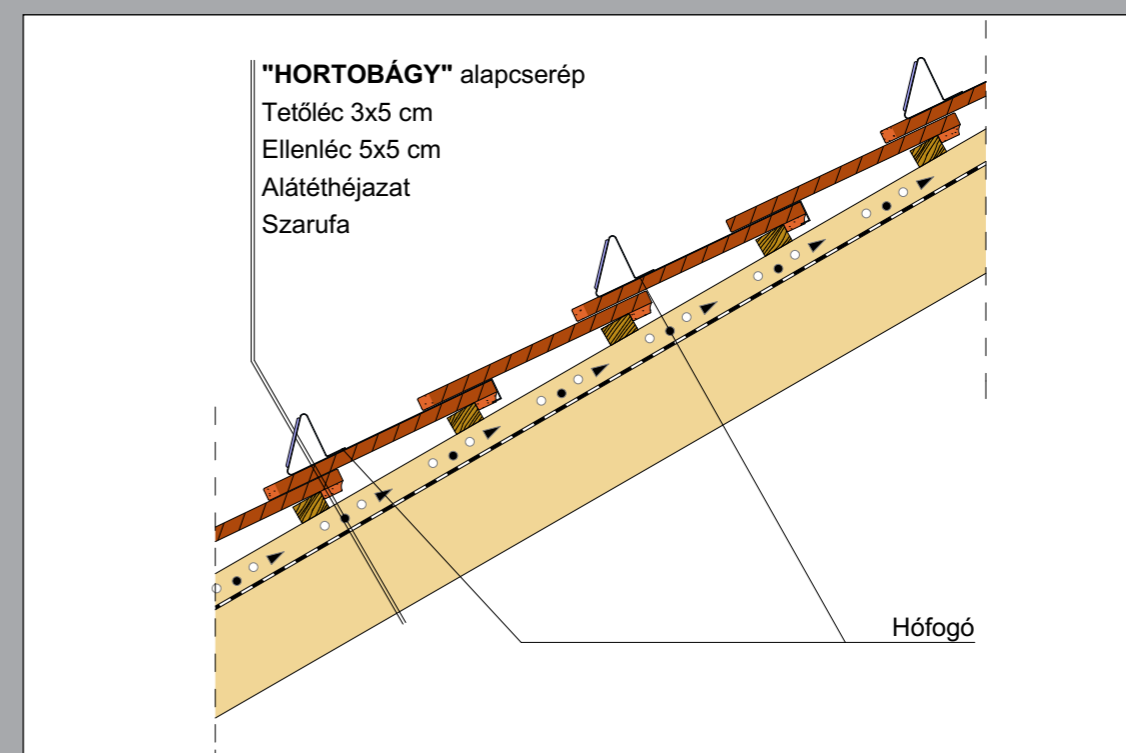 "HORTOBÁGY" alapcserép
Tetőléc 3x5 cm
Ellenléc 5x5 cm
Alátéthéjazat
Szarufa
Hófogó